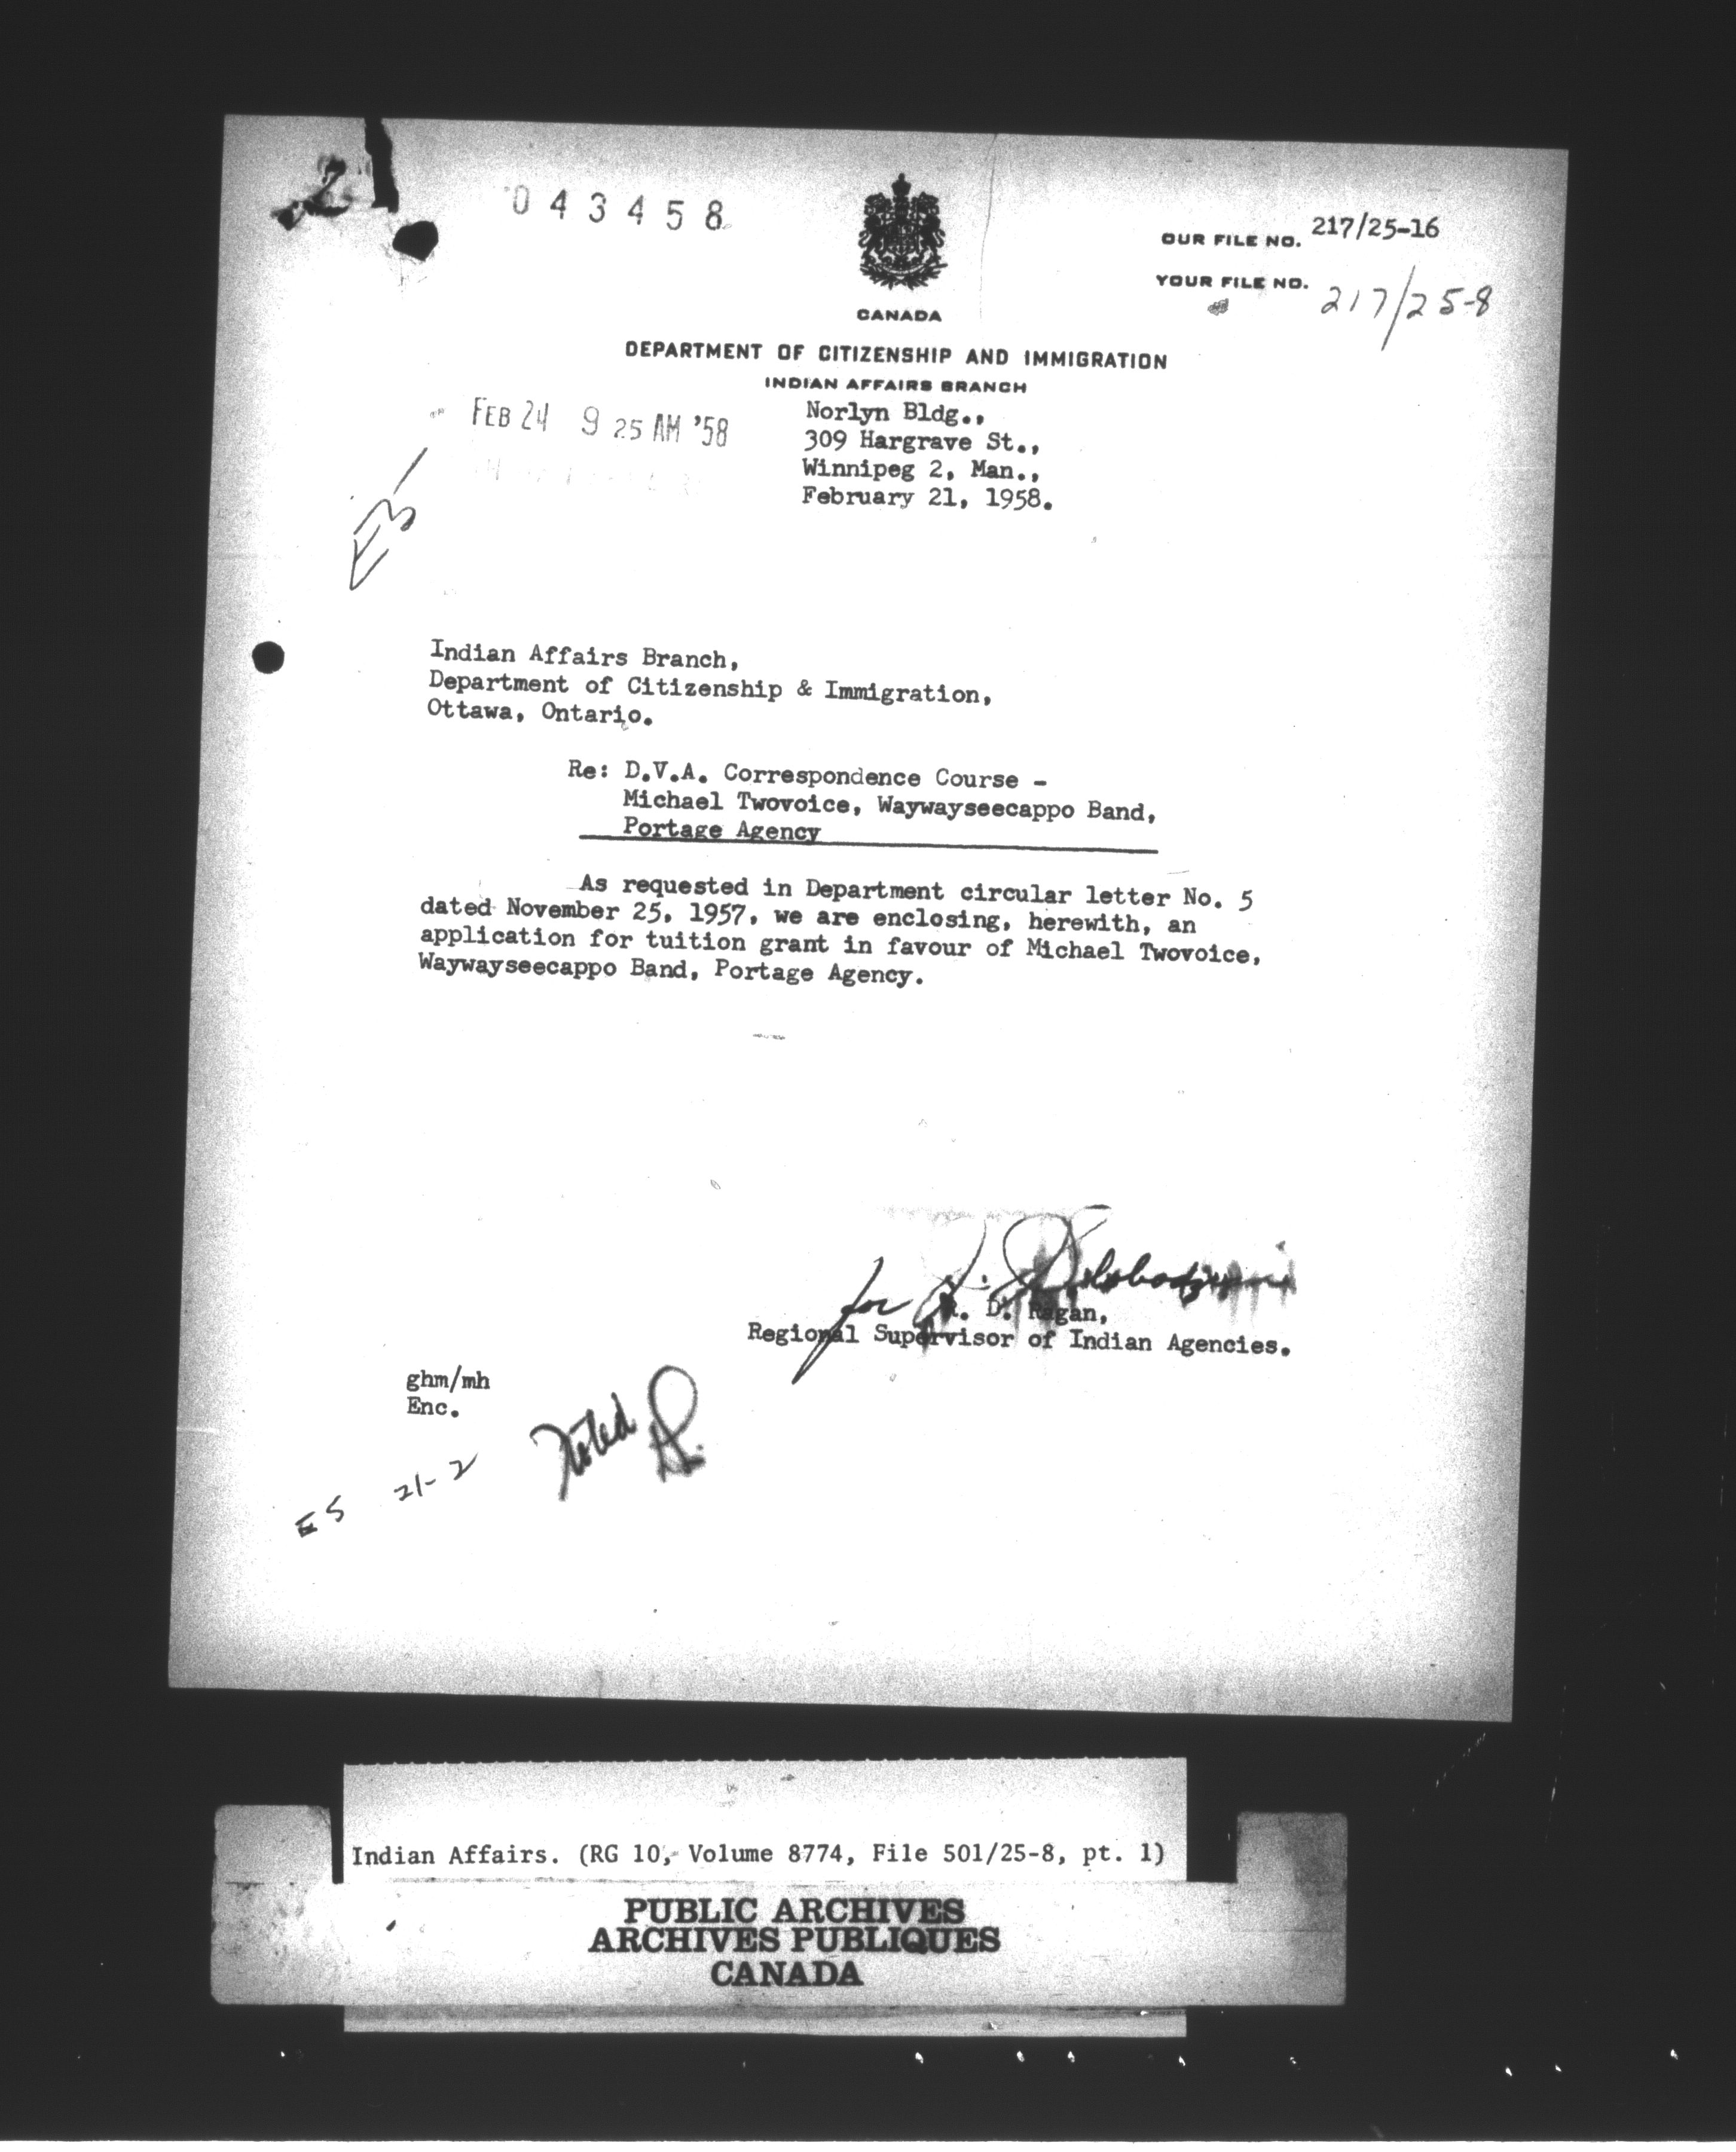 043458
OUR FILE NO. 217/25-16
YOUR FILE NO. 217/25-8
CANADA
DEPARTMENT OF CITIZENSHIP AND IMMIGRATION
INDIAN AFFAIRS BRANCH
FEB 24 9 25 AM '58
Norlyn Bldg.,
309 Hargrave St.,
Winnipeg 2, Man.,
February 21, 1958.
Indian Affairs Branch,
Department of Citizenship & Immigration,
Ottawa, Ontario.
Re: D.V.A. Correspondence Course -
Michael Twovoice, Waywayseecappo Band,
Portage Agency
As requested in Department circular letter No. 5
dated November 25, 1957, we are enclosing, herewith, an
application for tuition grant in favour of Michael Twovoice,
Waywayseecappo Band, Portage Agency.
for
R. D. Ragan,
Regional Supervisor of Indian Agencies.
ghm/mh
Enc.
Noted
ES 21-2
Indian Affairs. (RG 10, Volume 8774, File 501/25-8, pt. 1)
PUBLIC ARCHIVES
ARCHIVES PUBLIQUES
CANADA